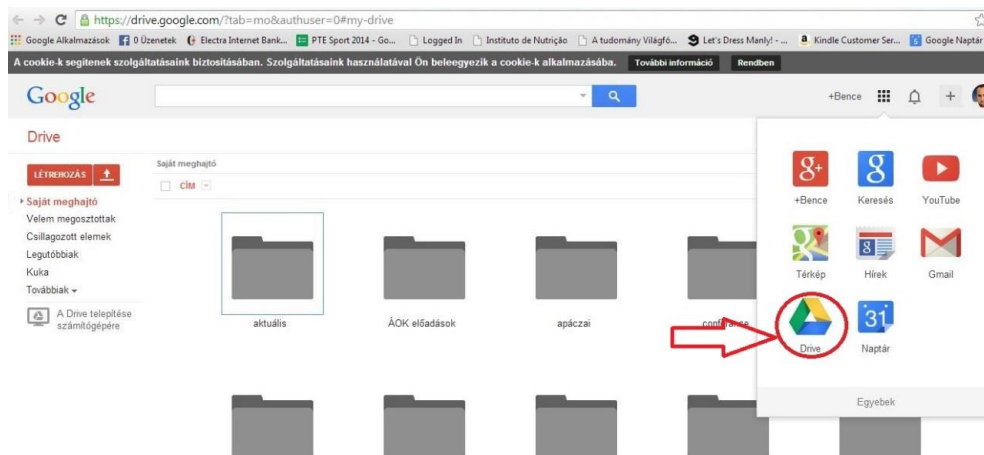 https://drive.google.com/?tab=mo&authuser=0#my-drive
Google Alkalmazások 0 Üzenetek Electra Internet Bank... PTE Sport 2014 - Go... Logged In Instituto de Nutrição A tudomány Világfó... Let's Dress Manly! - ... Kindle Customer Ser... Google Naptár
A cookie-k segítenek szolgáltatásaink biztosításában. Szolgáltatásaink használatával Ön beleegyezik a cookie-k alkalmazásába. További információ Rendben
Google
+Bence
Drive
LÉTREHOZÁS
Saját meghajtó
Velem megosztottak
Csillagozott elemek
Legutóbbiak
Kuka
Továbbiak
A Drive telepítése
számítógépére
Saját meghajtó
CÍM
aktuális ÁOK előadások apáczai conferanse
+Bence Keresés YouTube
Térkép Hírek Gmail
31
Drive Naptár
Egyebek